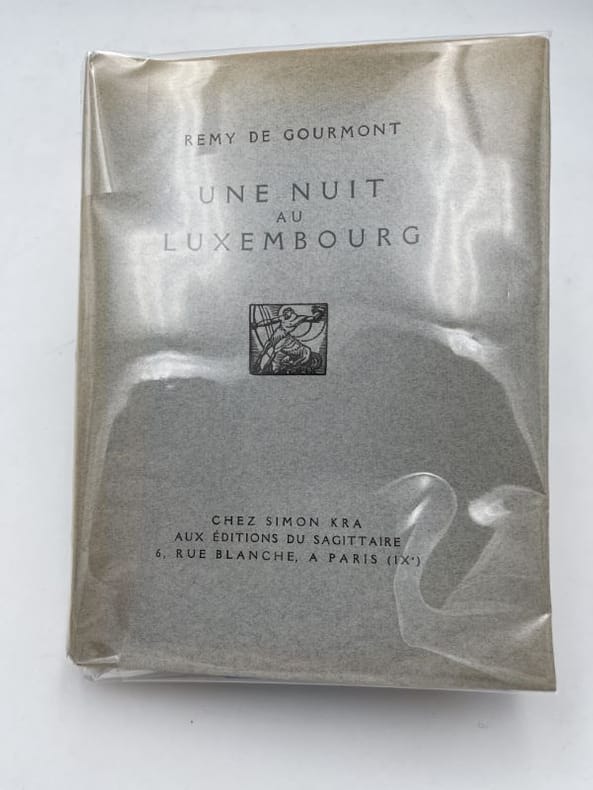 REMY DE GOURMONT
UNE NUIT
AU
LUXEMBOURG
CHEZ SIMON KRA
AUX ÉDITIONS DU SAGITTAIRE
6, RUE BLANCHE, A PARIS (IXᵉ)